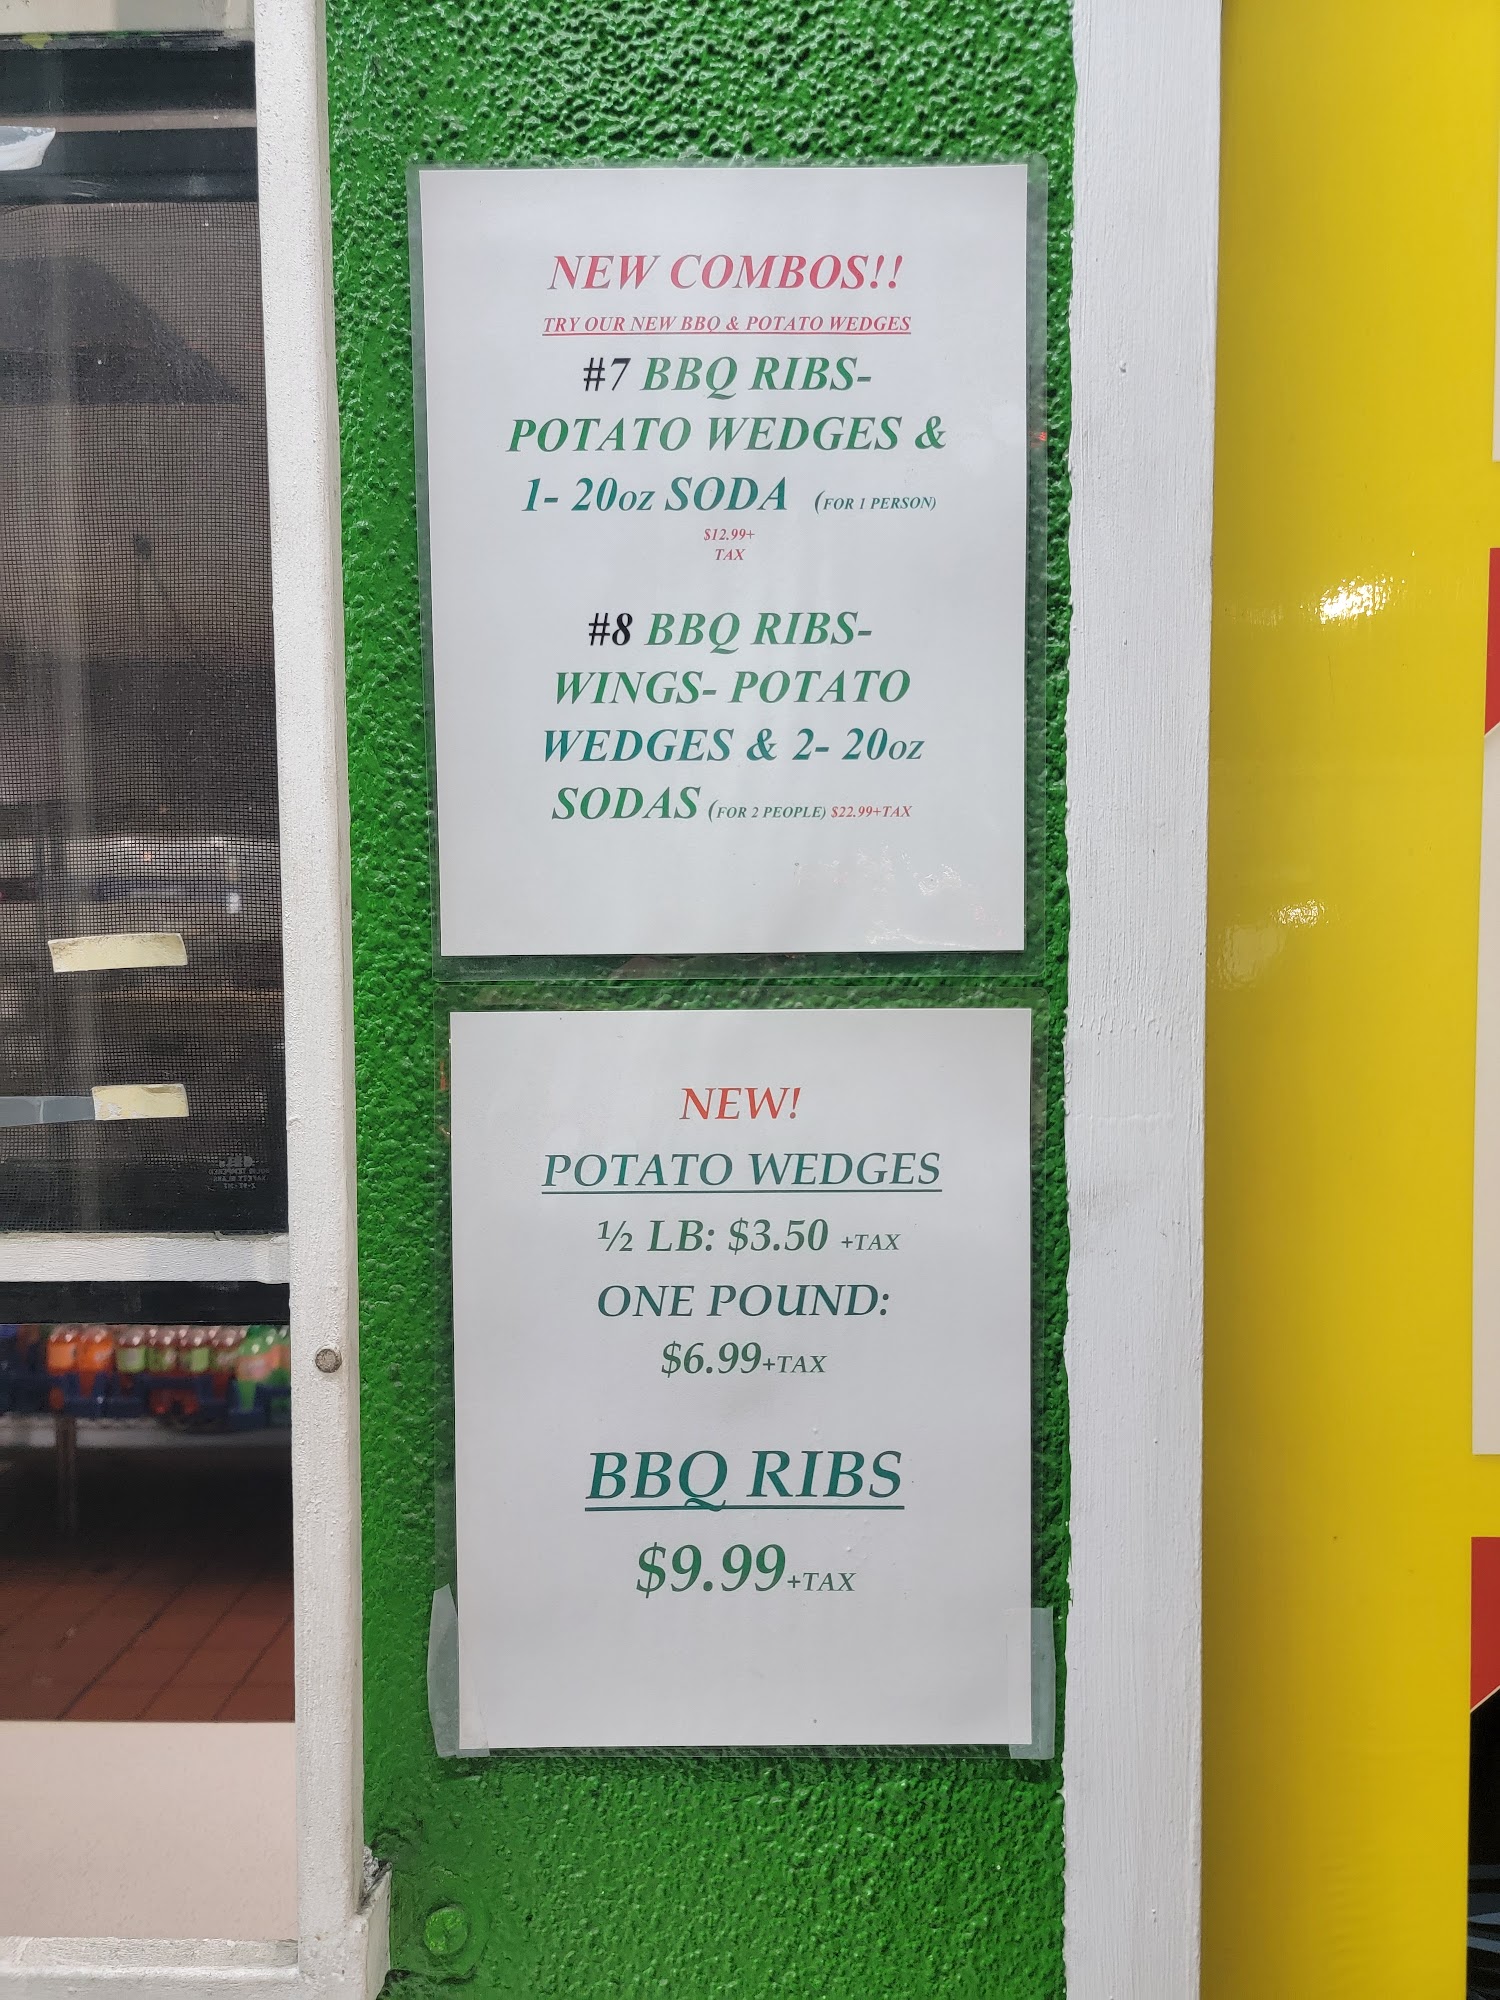 NEW COMBOS!!
TRY OUR NEW BBQ & POTATO WEDGES
#7 BBQ RIBS-
POTATO WEDGES &
1- 20oz SODA (FOR 1 PERSON)
$12.99+
TAX
#8 BBQ RIBS-
WINGS- POTATO
WEDGES & 2- 20oz
SODAS (FOR 2 PEOPLE) $22.99+TAX
NEW!
POTATO WEDGES
½ LB: $3.50 +TAX
ONE POUND:
$6.99+TAX
BBQ RIBS
$9.99+TAX